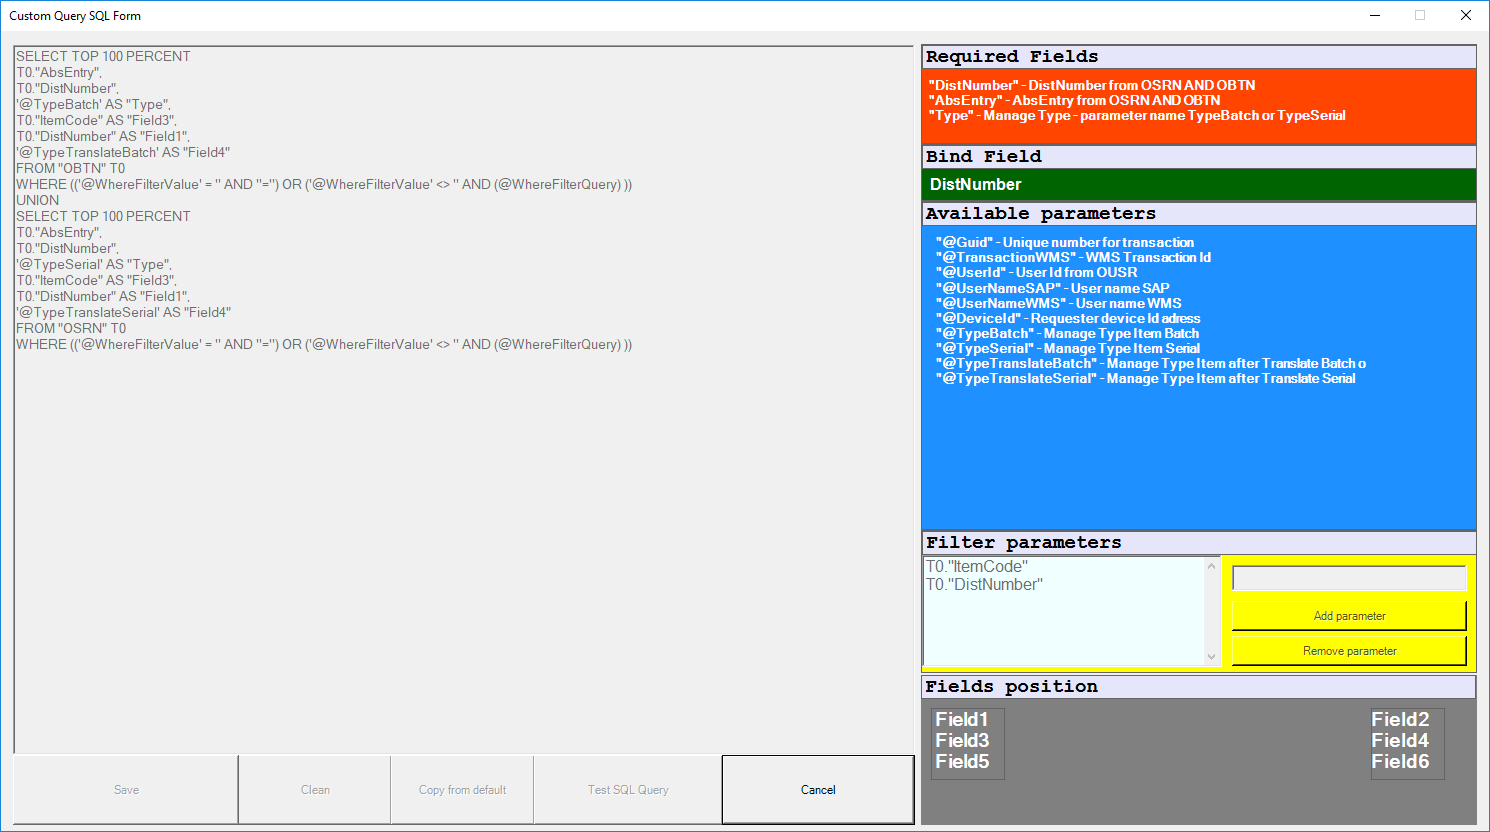 Custom Query SQL Form
SELECT TOP 100 PERCENT
T0."AbsEntry",
T0."DistNumber",
'@TypeBatch' AS "Type",
T0."ItemCode" AS "Field3",
T0."DistNumber" AS "Field1",
'@TypeTranslateBatch' AS "Field4"
FROM "OBTN" T0
WHERE (('@WhereFilterValue' = '' AND ''='') OR ('@WhereFilterValue' <> '' AND (@WhereFilterQuery) ))
UNION
SELECT TOP 100 PERCENT
T0."AbsEntry",
T0."DistNumber",
'@TypeSerial' AS "Type",
T0."ItemCode" AS "Field3",
T0."DistNumber" AS "Field1",
'@TypeTranslateSerial' AS "Field4"
FROM "OSRN" T0
WHERE (('@WhereFilterValue' = '' AND ''='') OR ('@WhereFilterValue' <> '' AND (@WhereFilterQuery) ))
Save
Clean
Copy from default
Test SQL Query
Cancel
Required Fields
"DistNumber" - DistNumber from OSRN AND OBTN
"AbsEntry" - AbsEntry from OSRN AND OBTN
"Type" - Manage Type - parameter name TypeBatch or TypeSerial
Bind Field
DistNumber
Available parameters
"@Guid" - Unique number for transaction
"@TransactionWMS" - WMS Transaction Id
"@UserId" - User Id from OUSR
"@UserNameSAP" - User name SAP
"@UserNameWMS" - User name WMS
"@DeviceId" - Requester device Id adress
"@TypeBatch" - Manage Type Item Batch
"@TypeSerial" - Manage Type Item Serial
"@TypeTranslateBatch" - Manage Type Item after Translate Batch o
"@TypeTranslateSerial" - Manage Type Item after Translate Serial
Filter parameters
T0."ItemCode"
T0."DistNumber"
Add parameter
Remove parameter
Fields position
Field1
Field2
Field3
Field4
Field5
Field6